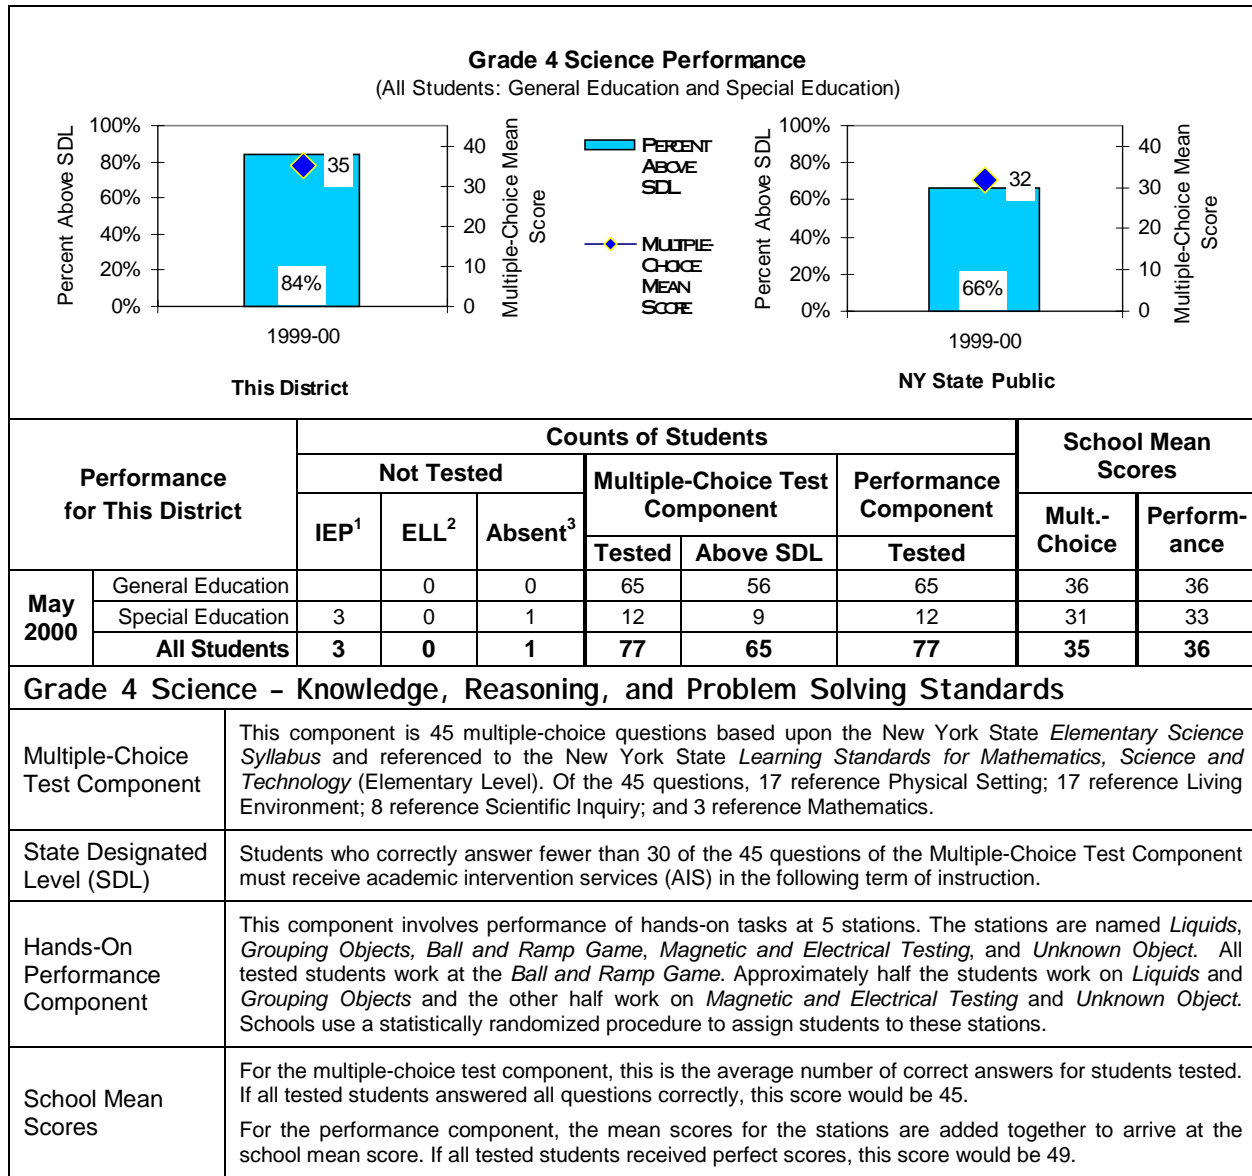 Grade 4 Science Performance
(All Students: General Education and Special Education)
Percent Above SDL
100%
80%
60%
40%
20%
0%
35
84%
40
30
20
10
0
Multiple-Choice Mean
Score
1999-00
This District
PERCENT
ABOVE
SDL
MULTIPLE-
CHOICE
MEAN
SCORE
Percent Above SDL
100%
80%
60%
40%
20%
0%
32
66%
40
30
20
10
0
Multiple-Choice Mean
Score
1999-00
NY State Public
Performance
for This District
Counts of Students
School Mean
Scores
Not Tested
Multiple-Choice Test
Component
Performance
Component
IEP1 ELL2 Absent3
Tested Above SDL Tested
Mult.-
Choice
Perform-
ance
May
2000
General Education 0 0 65 56 65 36 36
Special Education 3 0 1 12 9 12 31 33
All Students 3 0 1 77 65 77 35 36
Grade 4 Science – Knowledge, Reasoning, and Problem Solving Standards
Multiple-Choice
Test Component
This component is 45 multiple-choice questions based upon the New York State Elementary Science
Syllabus and referenced to the New York State Learning Standards for Mathematics, Science and
Technology (Elementary Level). Of the 45 questions, 17 reference Physical Setting; 17 reference Living
Environment; 8 reference Scientific Inquiry; and 3 reference Mathematics.
State Designated
Level (SDL)
Students who correctly answer fewer than 30 of the 45 questions of the Multiple-Choice Test Component
must receive academic intervention services (AIS) in the following term of instruction.
Hands-On
Performance
Component
This component involves performance of hands-on tasks at 5 stations. The stations are named Liquids,
Grouping Objects, Ball and Ramp Game, Magnetic and Electrical Testing, and Unknown Object. All
tested students work at the Ball and Ramp Game. Approximately half the students work on Liquids and
Grouping Objects and the other half work on Magnetic and Electrical Testing and Unknown Object.
Schools use a statistically randomized procedure to assign students to these stations.
School Mean
Scores
For the multiple-choice test component, this is the average number of correct answers for students tested.
If all tested students answered all questions correctly, this score would be 45.
For the performance component, the mean scores for the stations are added together to arrive at the
school mean score. If all tested students received perfect scores, this score would be 49.